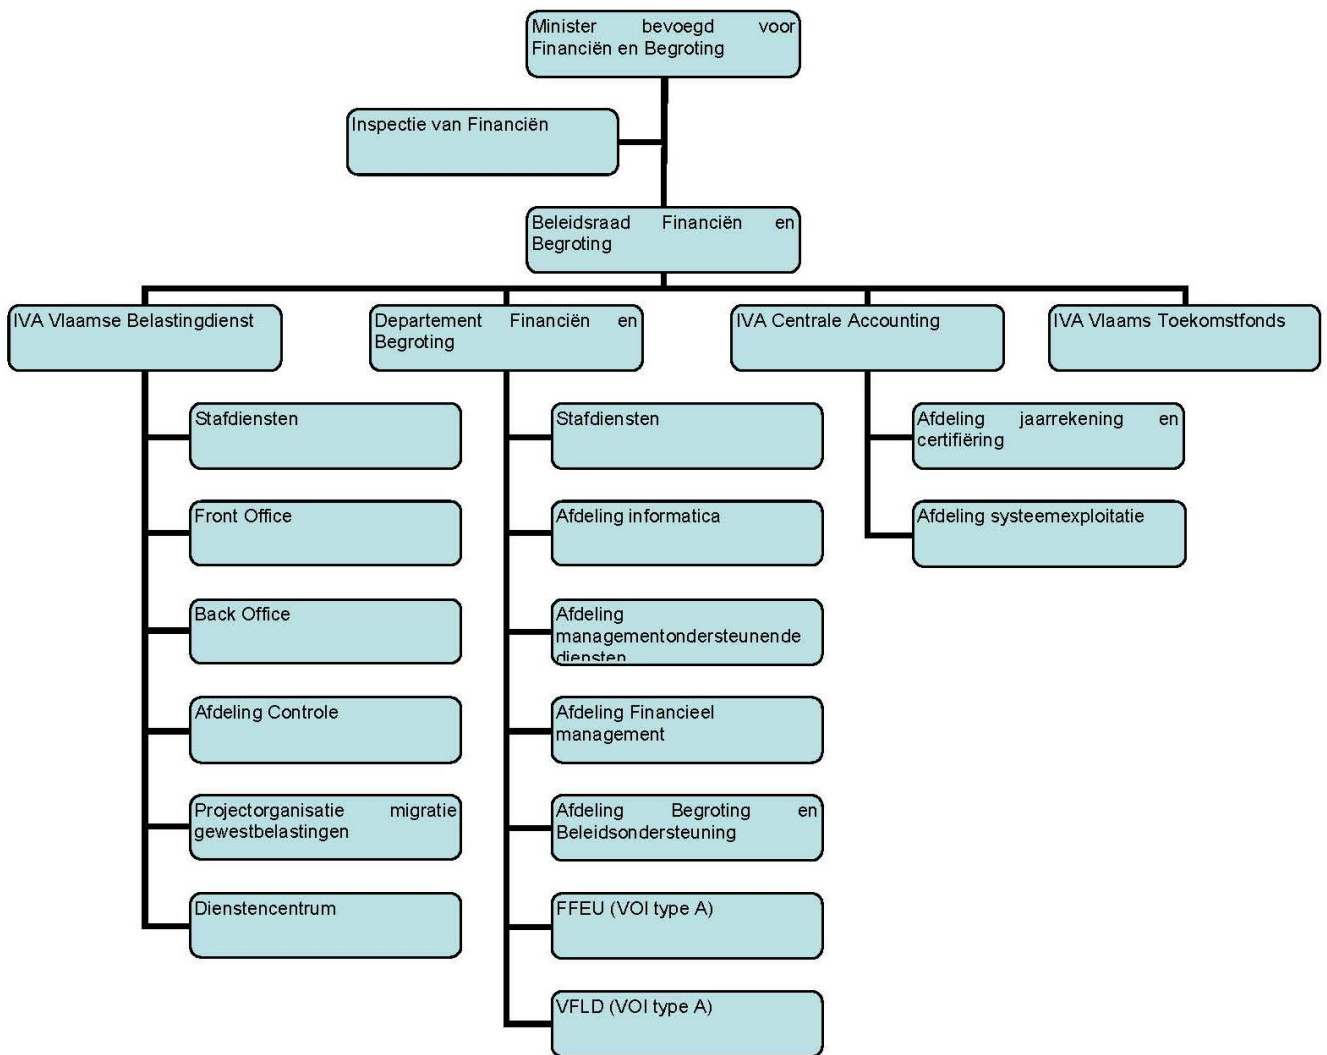 Minister bevoegd voor
Financiën en Begroting
Inspectie van Financiën
Beleidsraad Financiën en
Begroting
IVA Vlaamse Belastingdienst
Departement Financiën en
Begroting
IVA Centrale Accounting
IVA Vlaams Toekomstfonds
Stafdiensten
Front Office
Back Office
Afdeling Controle
Projectorganisatie migratie
gewestbelastingen
Dienstencentrum
Stafdiensten
Afdeling informatica
Afdeling
managementondersteunende
diensten
Afdeling Financieel
management
Afdeling Begroting en
Beleidsondersteuning
FFEU (VOI type A)
VFLD (VOI type A)
Afdeling jaarrekening en
certifiëring
Afdeling systeemexploitatie